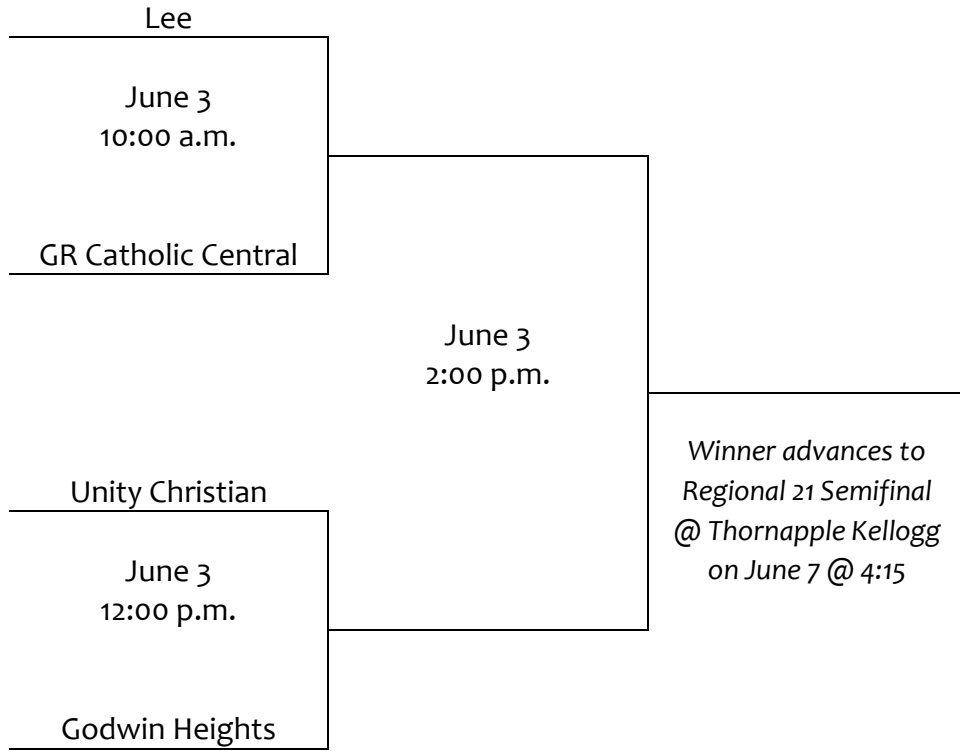 Lee
June 3
10:00 a.m.
GR Catholic Central
June 3
2:00 p.m.
Unity Christian
June 3
12:00 p.m.
Godwin Heights
Winner advances to
Regional 21 Semifinal
@ Thornapple Kellogg
on June 7 @ 4:15